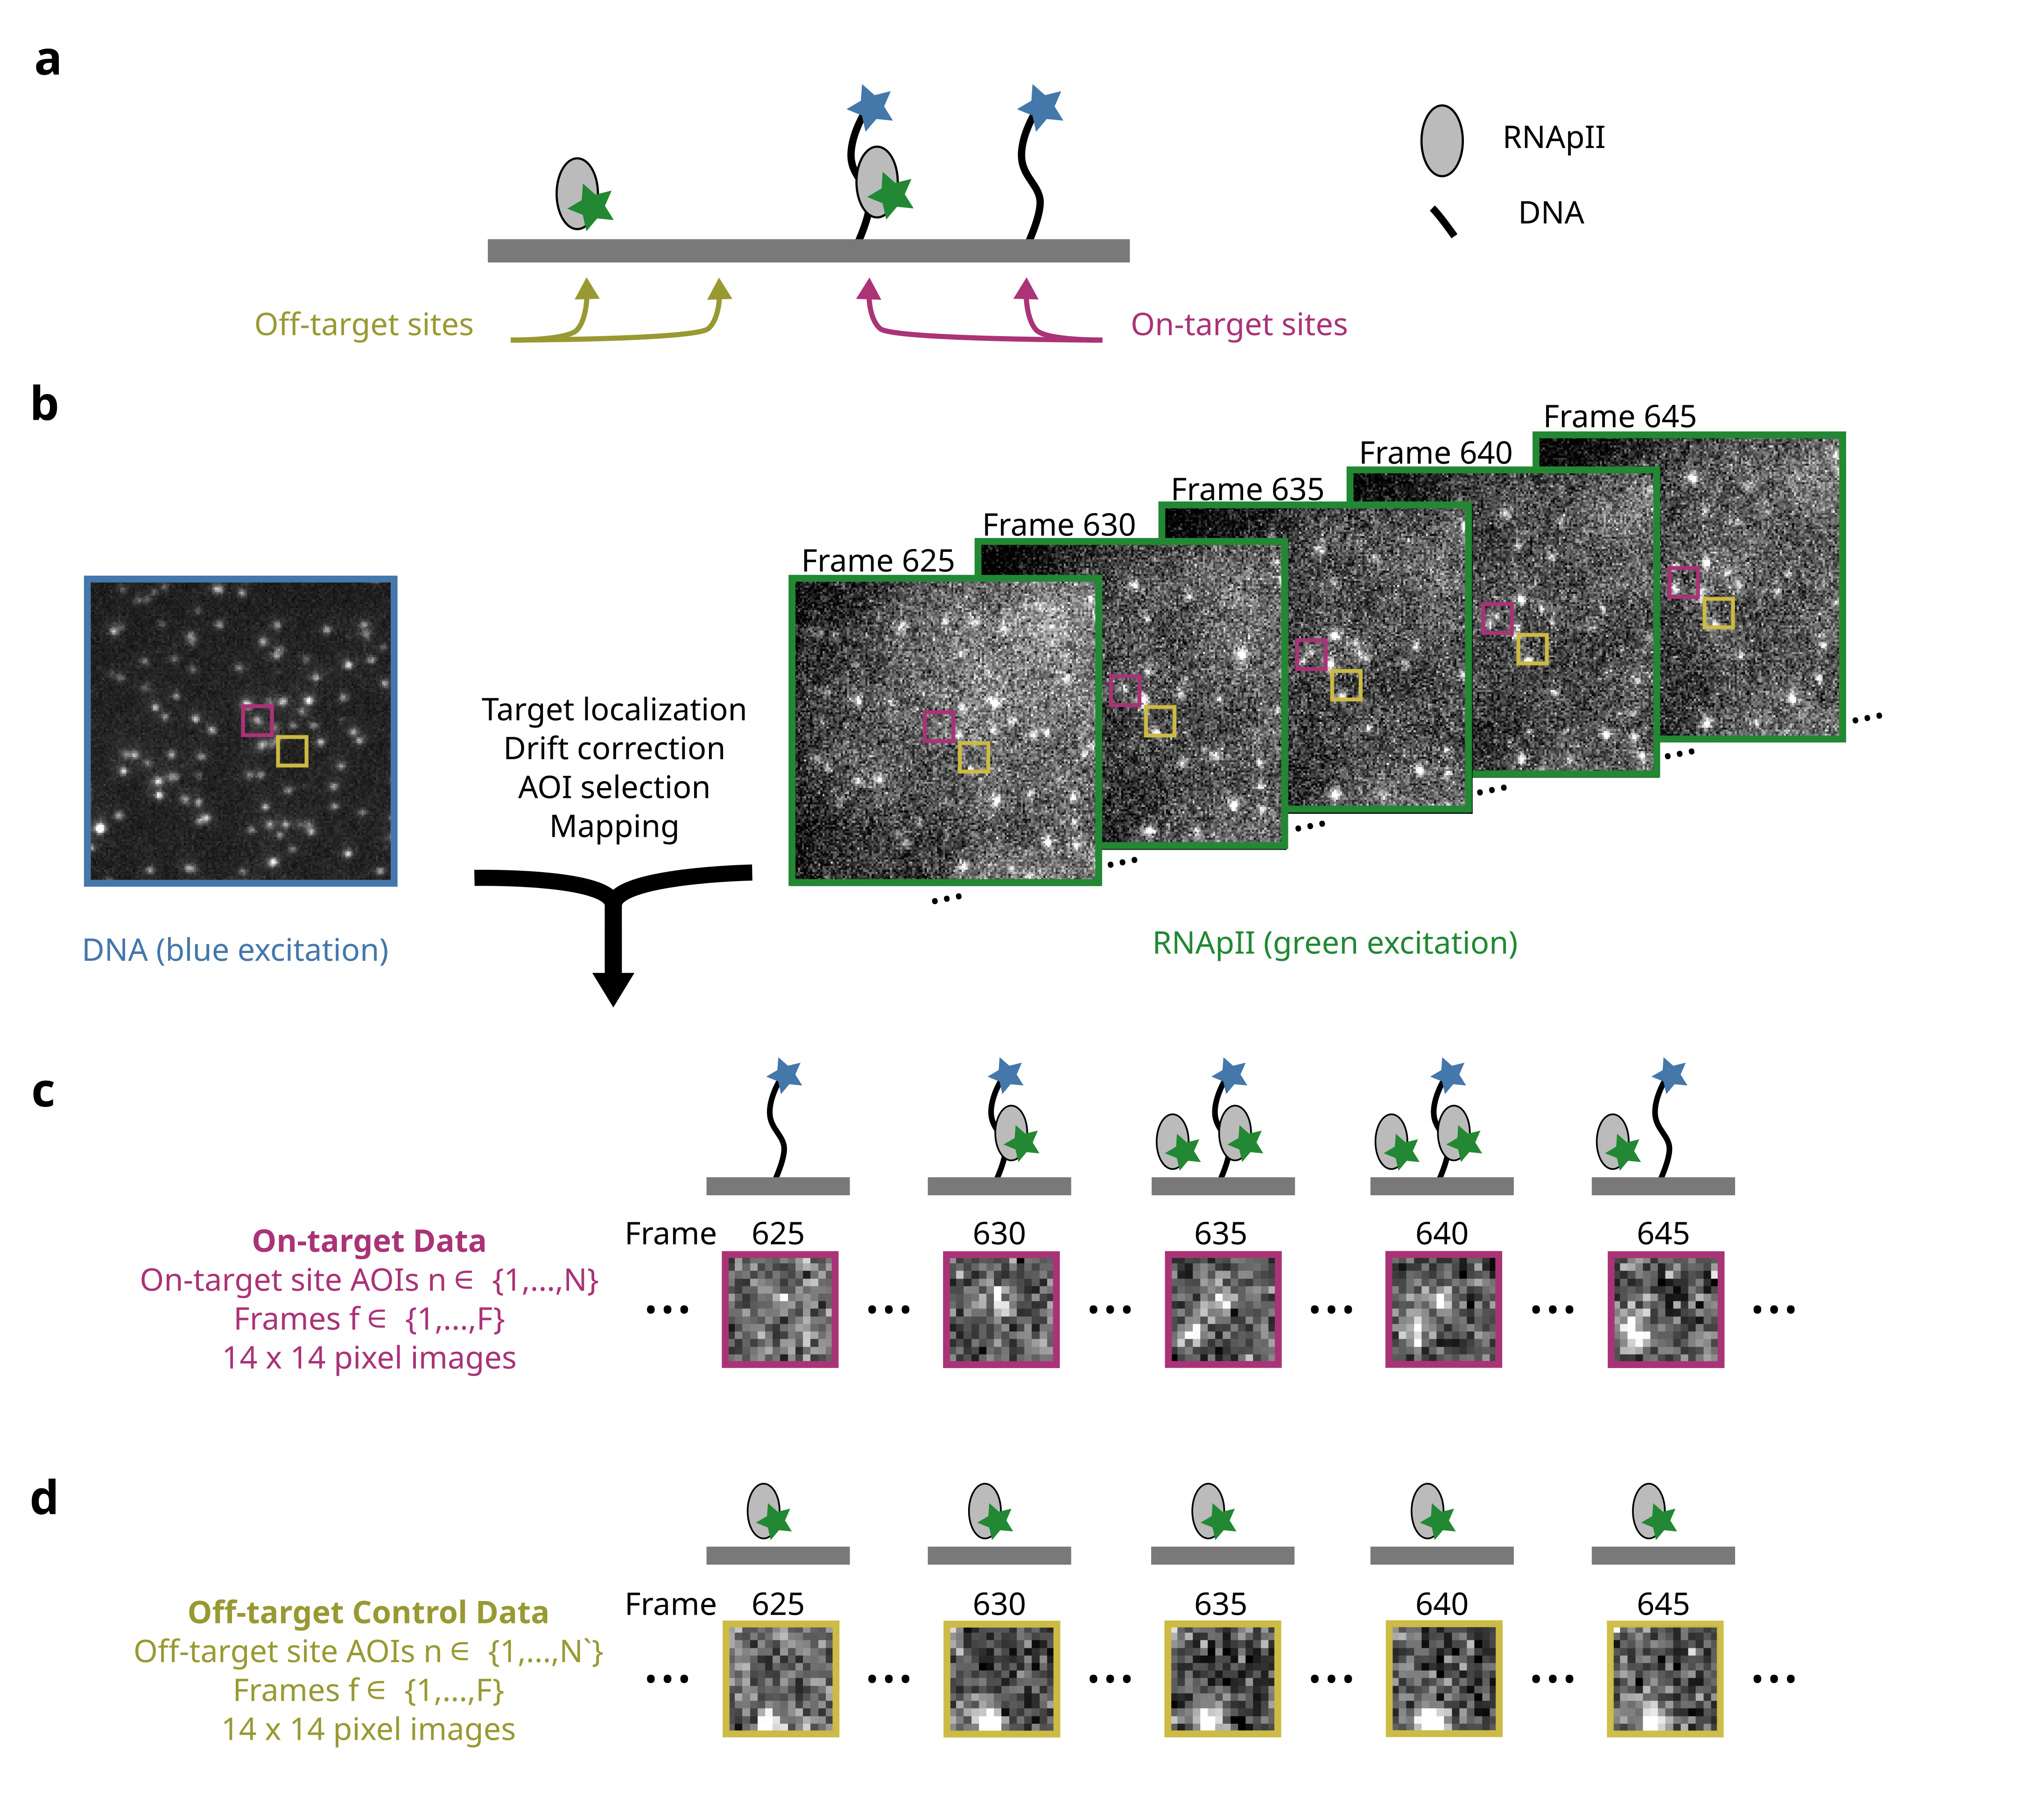 a
RNApII
DNA
Off-target sites
On-target sites
b
Frame 645
Frame 640
Frame 635
Frame 630
Frame 625
Target localization
Drift correction
AOI selection
Mapping
...
...
...
...
...
DNA (blue excitation)
RNApII (green excitation)
c
Frame 625 630 635 640 645
On-target Data
On-target site AOIs n ∈ {1,...,N}
Frames f ∈ {1,...,F}
14 x 14 pixel images
... ... ... ... ... ...
d
Frame 625 630 635 640 645
Off-target Control Data
Off-target site AOIs n ∈ {1,...,N`}
Frames f ∈ {1,...,F}
14 x 14 pixel images
... ... ... ... ... ...